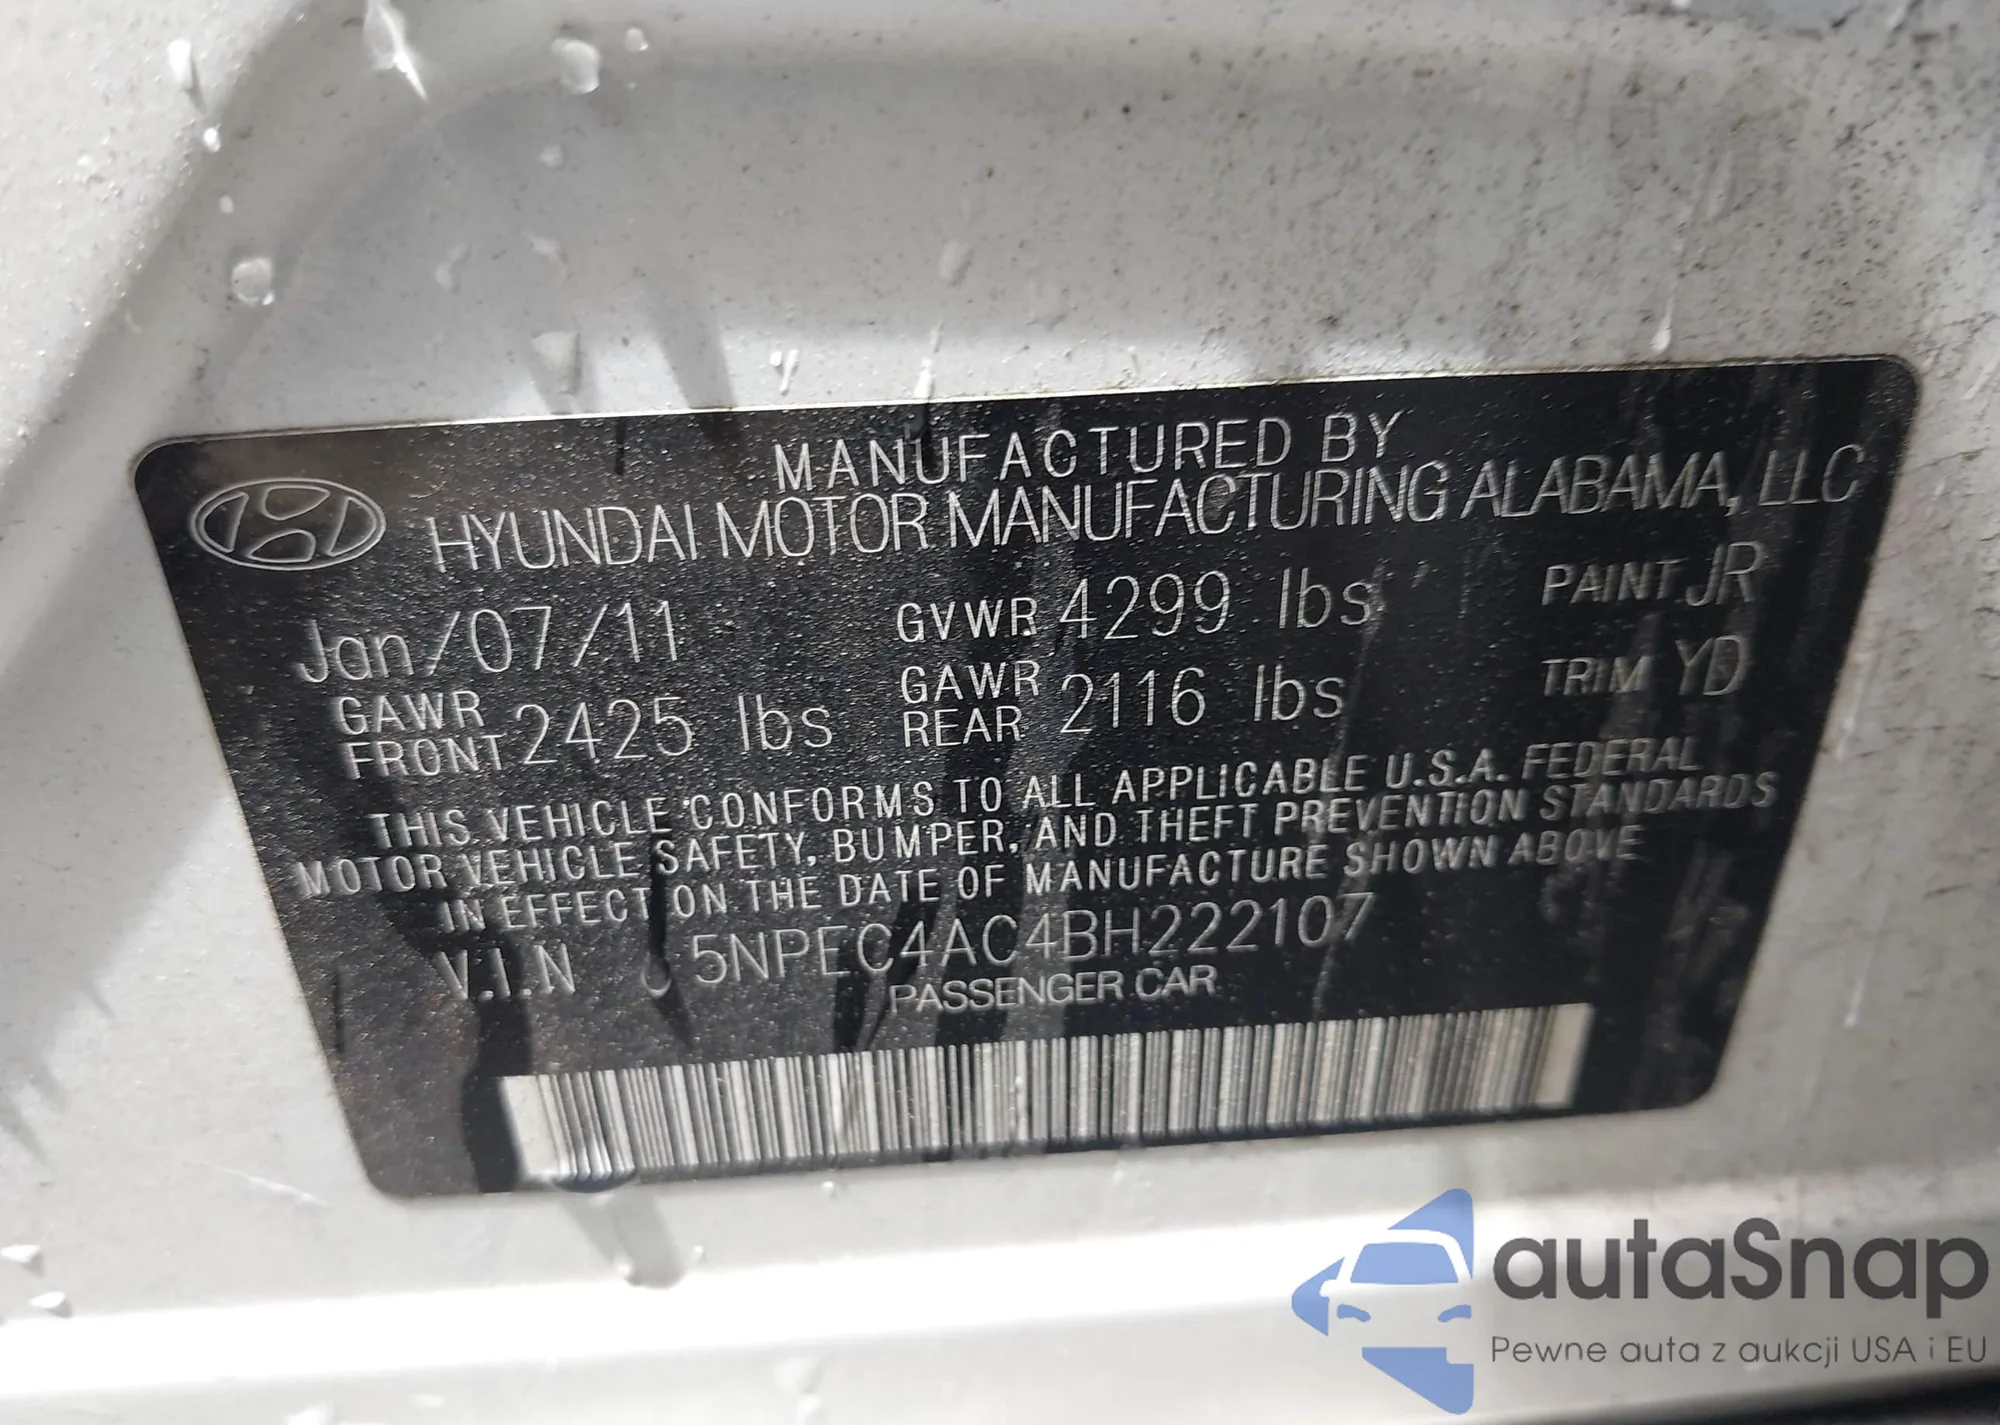 MANUFACTURED BY
HYUNDAI MOTOR MANUFACTURING ALABAMA, LLC
Jan/07/11 GVWR 4299 lbs PAINT JR
GAWR FRONT 2425 lbs GAWR REAR 2116 lbs TRIM YD
THIS VEHICLE CONFORMS TO ALL APPLICABLE U.S.A. FEDERAL
MOTOR VEHICLE SAFETY, BUMPER, AND THEFT PREVENTION STANDARDS
IN EFFECT ON THE DATE OF MANUFACTURE SHOWN ABOVE
V.I.N 5NPEC4AC4BH222107
PASSENGER CAR
autaSnap
Pewne auta z aukcji USA i EU